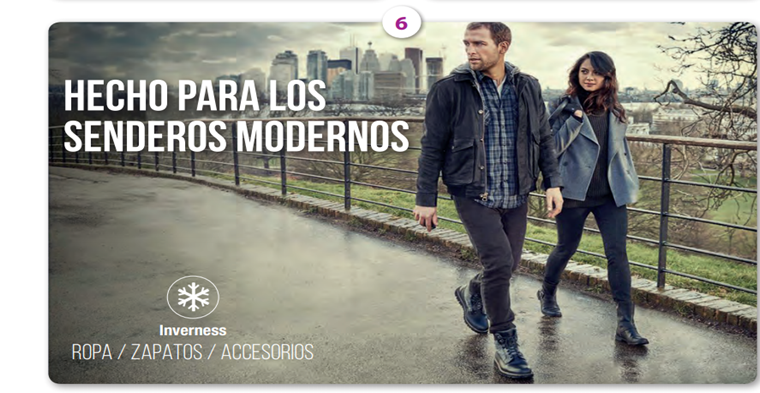 6
HECHO PARA LOS
SENDEROS MODERNOS
Inverness
ROPA / ZAPATOS / ACCESORIOS